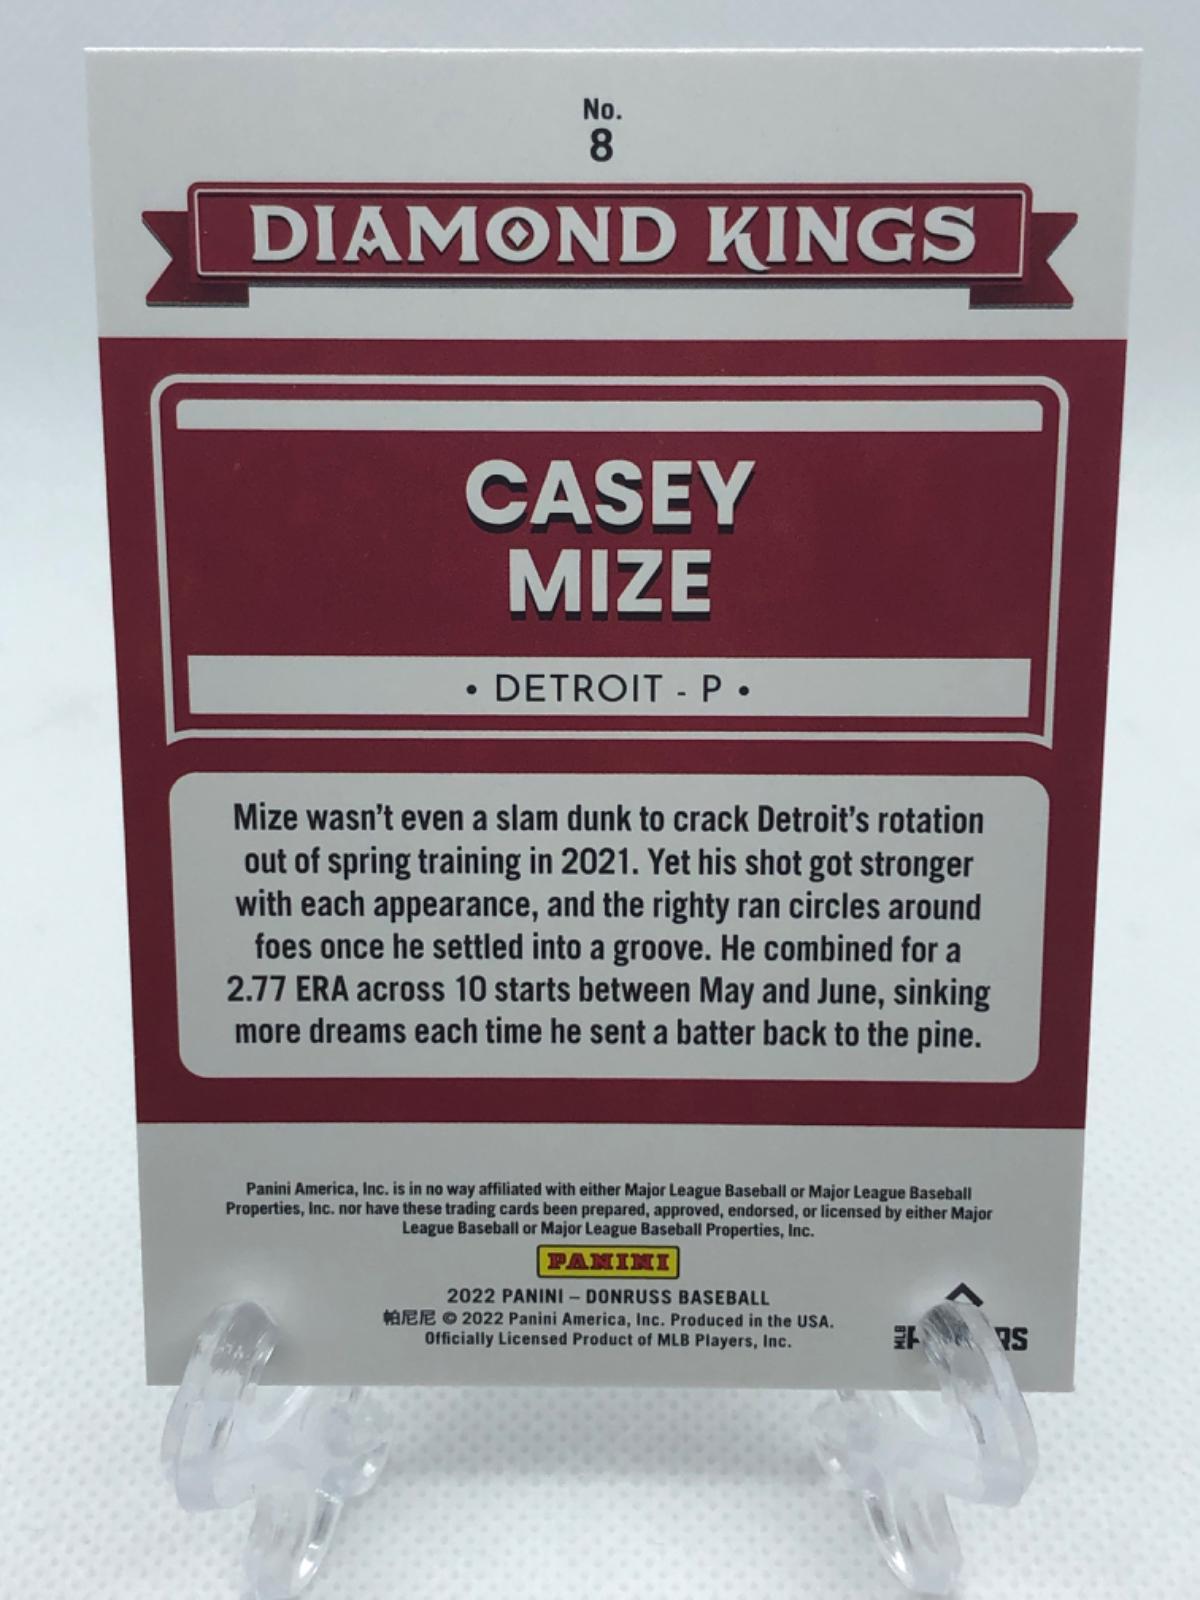 No.
8
DIAMOND KINGS
CASEY
MIZE
• DETROIT - P •
Mize wasn't even a slam dunk to crack Detroit's rotation
out of spring training in 2021. Yet his shot got stronger
with each appearance, and the righty ran circles around
foes once he settled into a groove. He combined for a
2.77 ERA across 10 starts between May and June, sinking
more dreams each time he sent a batter back to the pine.
Panini America, Inc. is in no way affiliated with either Major League Baseball or Major League Baseball
Properties, Inc. nor have these trading cards been prepared, approved, endorsed, or licensed by either Major
League Baseball or Major League Baseball Properties, Inc.
PANINI
2022 PANINI – DONRUSS BASEBALL
帕尼尼 © 2022 Panini America, Inc. Produced in the USA.
Officially Licensed Product of MLB Players, Inc.
MLB